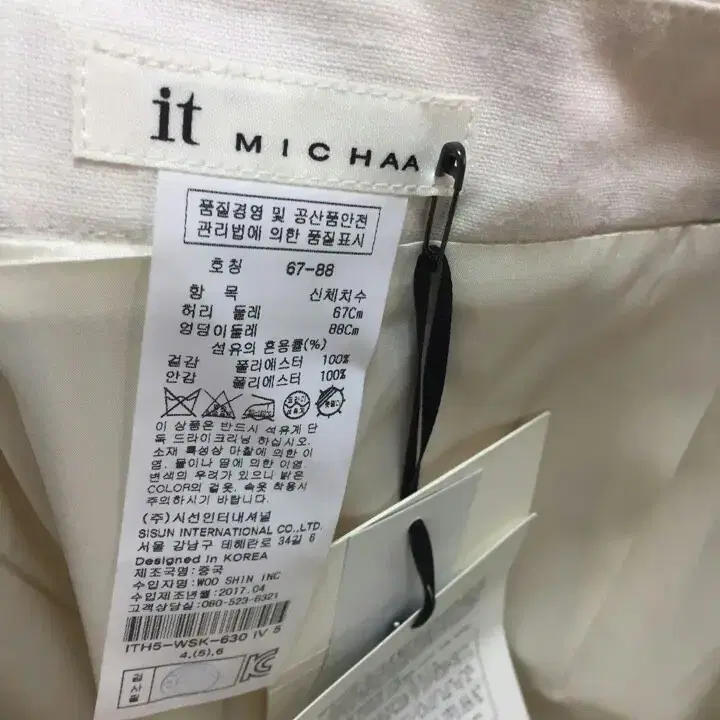 it MICHAA
품질경영 및 공산품안전
관리법에 의한 품질표시
호칭 67-88
항 목 신체치수
허리 둘레 67Cm
엉덩이둘레 88Cm
섬유의 혼용률(%)
겉감 폴리에스터 100%
안감 폴리에스터 100%
이 상품은 반드시 석유계 단
독 드라이크리닝 하십시오.
소재 특성상 마찰에 의한 이
염, 물이나 땀에 의한 이염,
변색의 우려가 있으니 밝은
COLOR의 겉옷, 속옷 착용시
주의하시기 바랍니다.
(주)시선인터내셔널
SISUN INTERNATIONAL CO.,LTD.
서울 강남구 테헤란로 34길 6
Designed in KOREA
제조국명:중국
수입자명:WOO SHIN INC
수입제조년월:2017.04
고객상담실:080-523-6321
ITH5-WSK-630 IV 5
4,(5),6
검사필